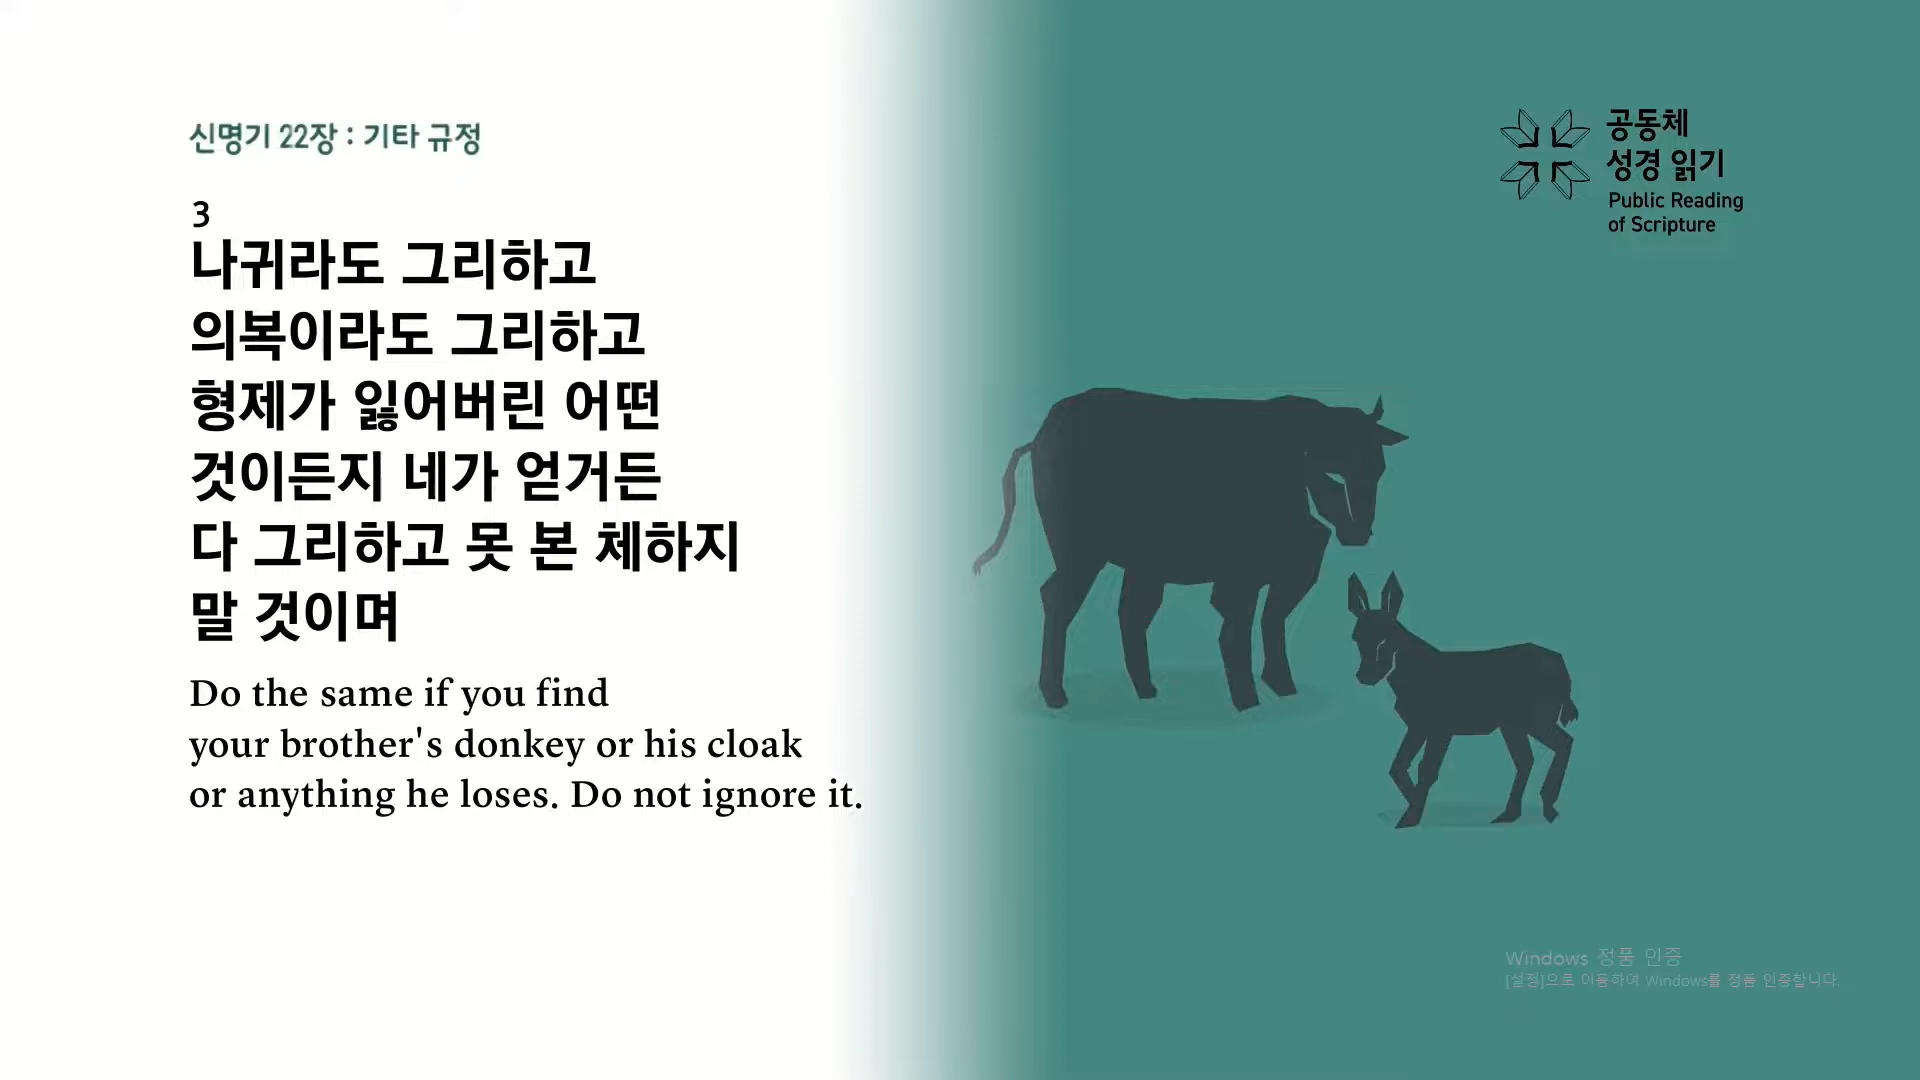 신명기 22장 : 기타 규정
3
나귀라도 그리하고
의복이라도 그리하고
형제가 잃어버린 어떤
것이든지 네가 얻거든
다 그리하고 못 본 체하지
말 것이며
Do the same if you find
your brother's donkey or his cloak
or anything he loses. Do not ignore it.
공동체
성경 읽기
Public Reading
of Scripture
Windows 정품 인증
[설정]으로 이동하여 Windows를 정품 인증합니다.